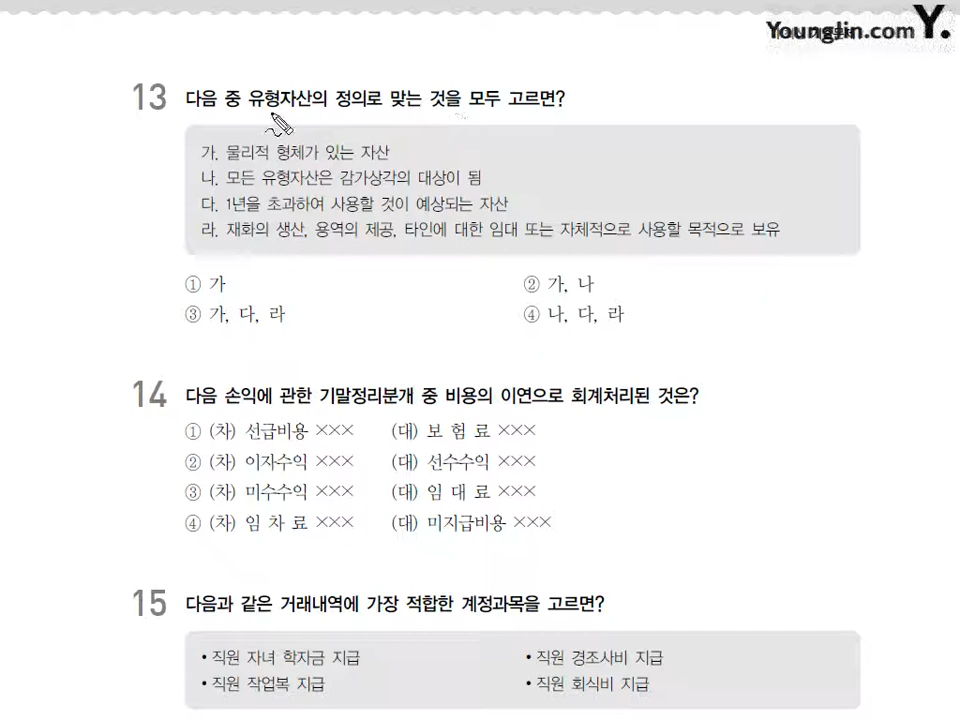 Younglin.com Y.
13 다음 중 유형자산의 정의로 맞는 것을 모두 고르면?
가. 물리적 형체가 있는 자산
나. 모든 유형자산은 감가상각의 대상이 됨
다. 1년을 초과하여 사용할 것이 예상되는 자산
라. 재화의 생산, 용역의 제공, 타인에 대한 임대 또는 자체적으로 사용할 목적으로 보유
① 가 ② 가, 나
③ 가, 다, 라 ④ 나, 다, 라
14 다음 손익에 관한 기말정리분개 중 비용의 이연으로 회계처리된 것은?
① (차) 선급비용 ××× (대) 보 험 료 ×××
② (차) 이자수익 ××× (대) 선수수익 ×××
③ (차) 미수수익 ××× (대) 임 대 료 ×××
④ (차) 임 차 료 ××× (대) 미지급비용 ×××
15 다음과 같은 거래내역에 가장 적합한 계정과목을 고르면?
• 직원 자녀 학자금 지급 • 직원 경조사비 지급
• 직원 작업복 지급 • 직원 회식비 지급